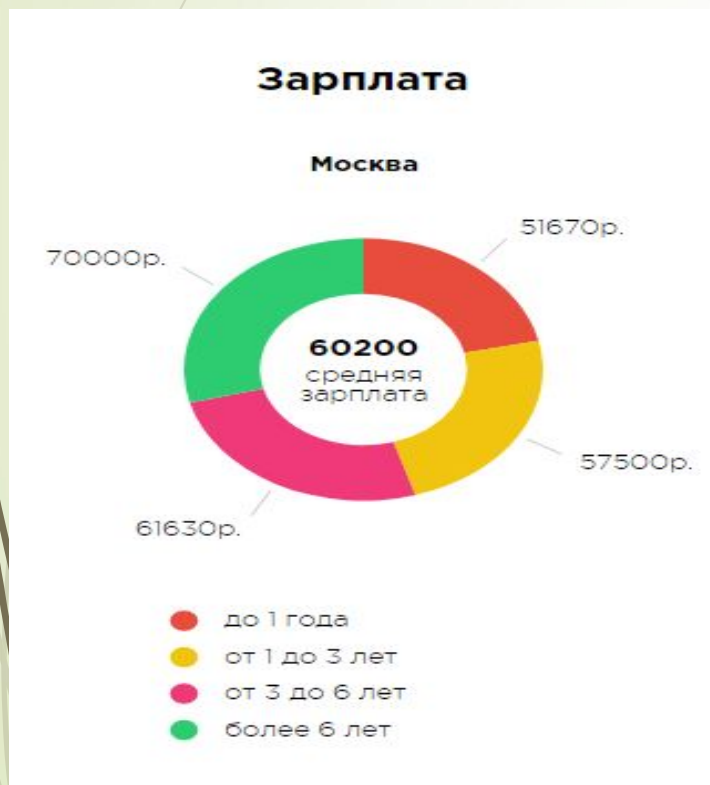 Зарплата
Москва
51670р.
70000р.
60200
средняя
зарплата
57500р.
61630р.
до 1 года
от 1 до 3 лет
от 3 до 6 лет
более 6 лет